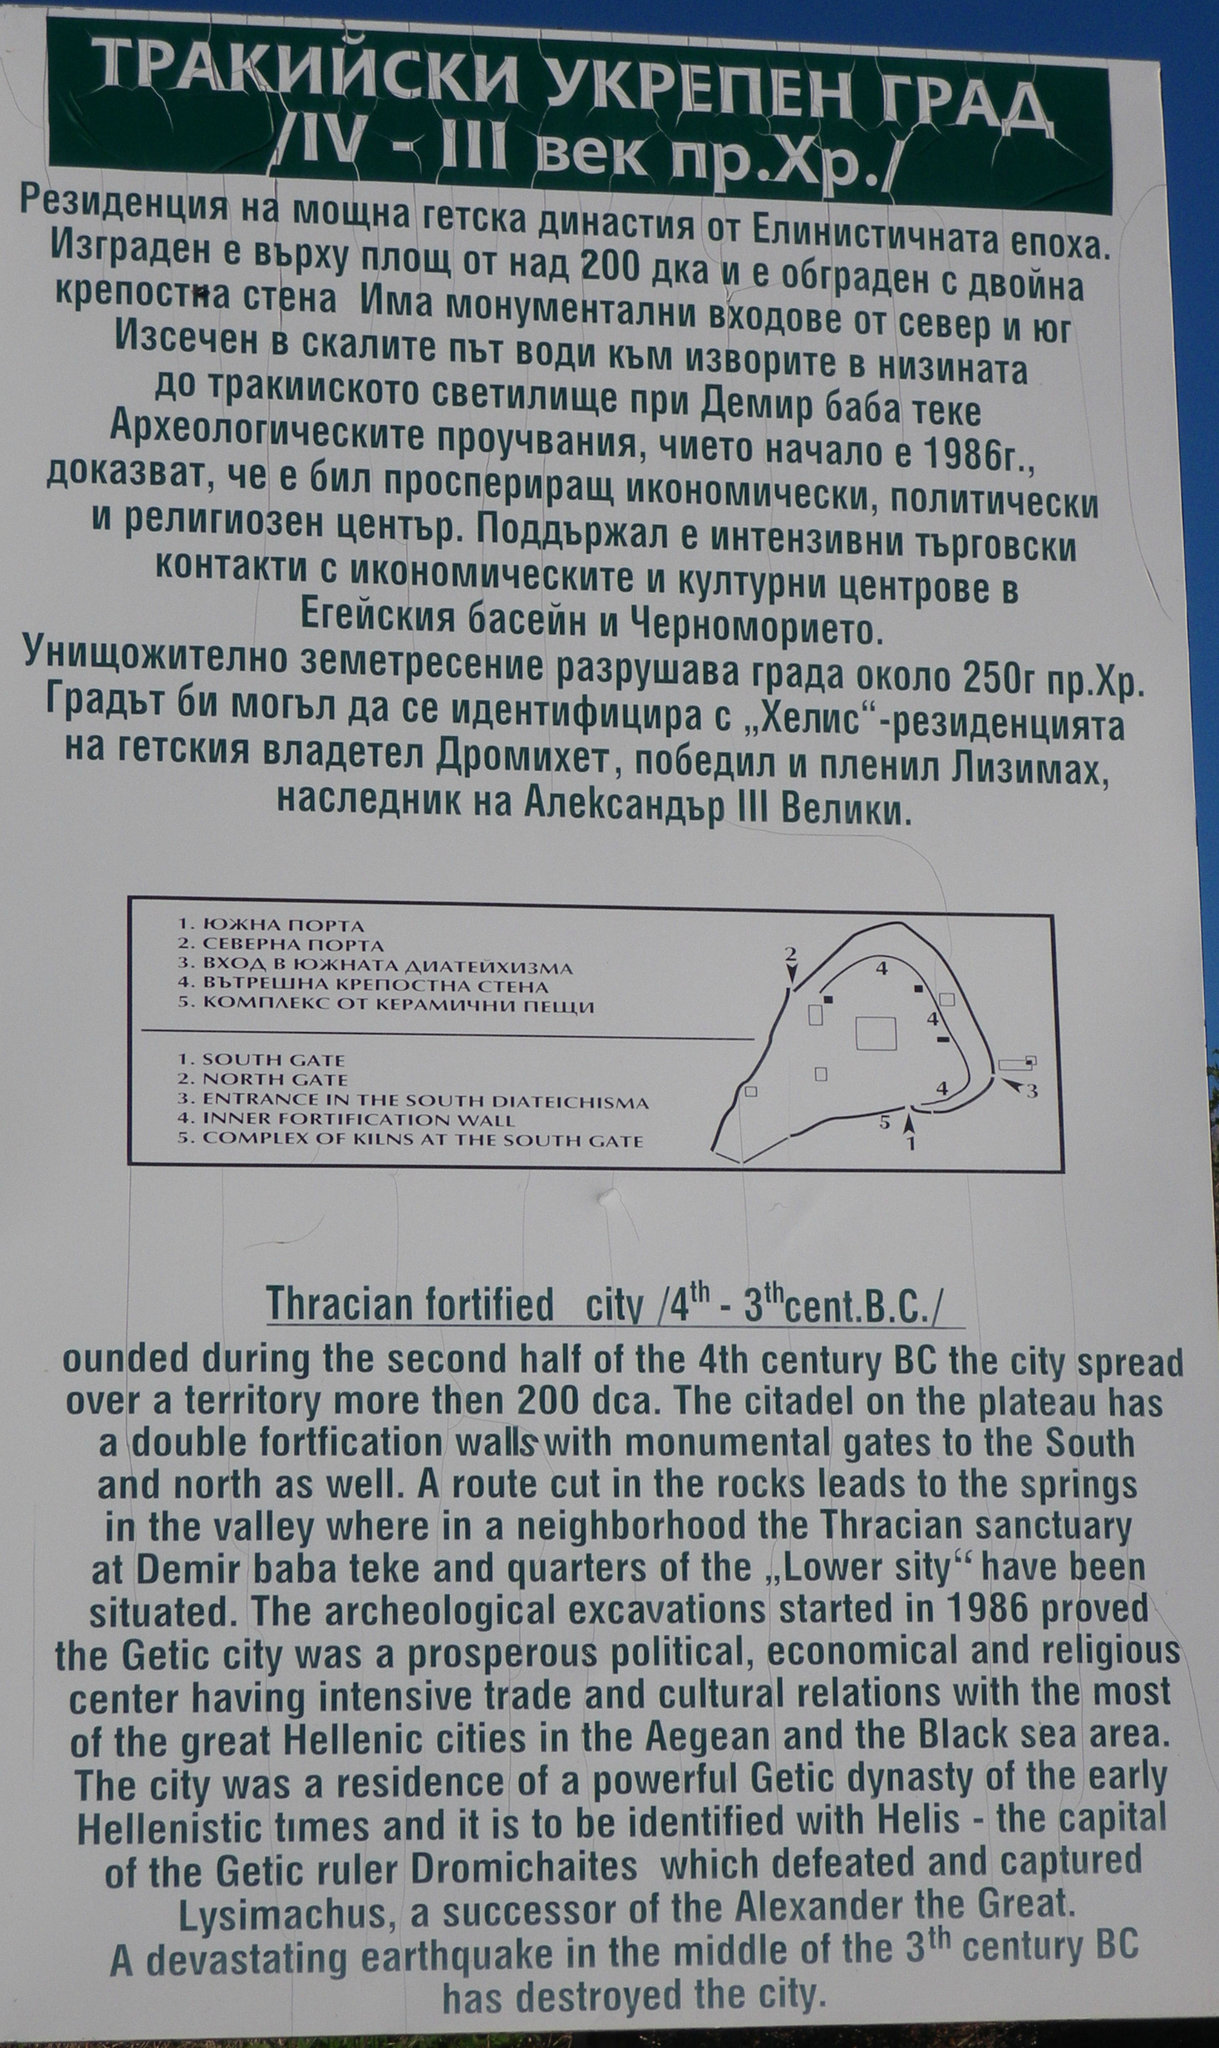 ТРАКИЙСКИ УКРЕПЕН ГРАД
/IV - III век пр.Хр./
Резиденция на мощна гетска династия от Елинистичната епоха.
Изграден е върху площ от над 200 дка и е обграден с двойна
крепостна стена Има монументални входове от север и юг
Изсечен в скалите път води към изворите в низината
до тракииското светилище при Демир баба теке
Археологическите проучвания, чието начало е 1986г.,
доказват, че е бил проспериращ икономически, политически
и религиозен център. Поддържал е интензивни търговски
контакти с икономическите и културни центрове в
Егейския басейн и Черноморието.
Унищожително земетресение разрушава града около 250г пр.Хр.
Градът би могъл да се идентифицира с „Хелис“-резиденцията
на гетския владетел Дромихет, победил и пленил Лизимах,
наследник на Александър III Велики.
1. ЮЖНА ПОРТА
2. СЕВЕРНА ПОРТА
3. ВХОД В ЮЖНАТА ДИАТЕЙХИЗМА
4. ВЪТРЕШНА КРЕПОСТНА СТЕНА
5. КОМПЛЕКС ОТ КЕРАМИЧНИ ПЕЩИ
1. SOUTH GATE
2. NORTH GATE
3. ENTRANCE IN THE SOUTH DIATEICHISMA
4. INNER FORTIFICATION WALL
5. COMPLEX OF KILNS AT THE SOUTH GATE
2
4
4
4
3
5
1
Thracian fortified city /4th - 3th cent.B.C./
ounded during the second half of the 4th century BC the city spread
over a territory more then 200 dca. The citadel on the plateau has
a double fortfication walls with monumental gates to the South
and north as well. A route cut in the rocks leads to the springs
in the valley where in a neighborhood the Thracian sanctuary
at Demir baba teke and quarters of the „Lower sity“ have been
situated. The archeological excavations started in 1986 proved
the Getic city was a prosperous political, economical and religious
center having intensive trade and cultural relations with the most
of the great Hellenic cities in the Aegean and the Black sea area.
The city was a residence of a powerful Getic dynasty of the early
Hellenistic times and it is to be identified with Helis - the capital
of the Getic ruler Dromichaites which defeated and captured
Lysimachus, a successor of the Alexander the Great.
A devastating earthquake in the middle of the 3th century BC
has destroyed the city.